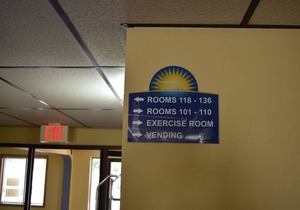 ROOMS 118 - 136
ROOMS 101 - 110
EXERCISE ROOM
VENDING
EXIT